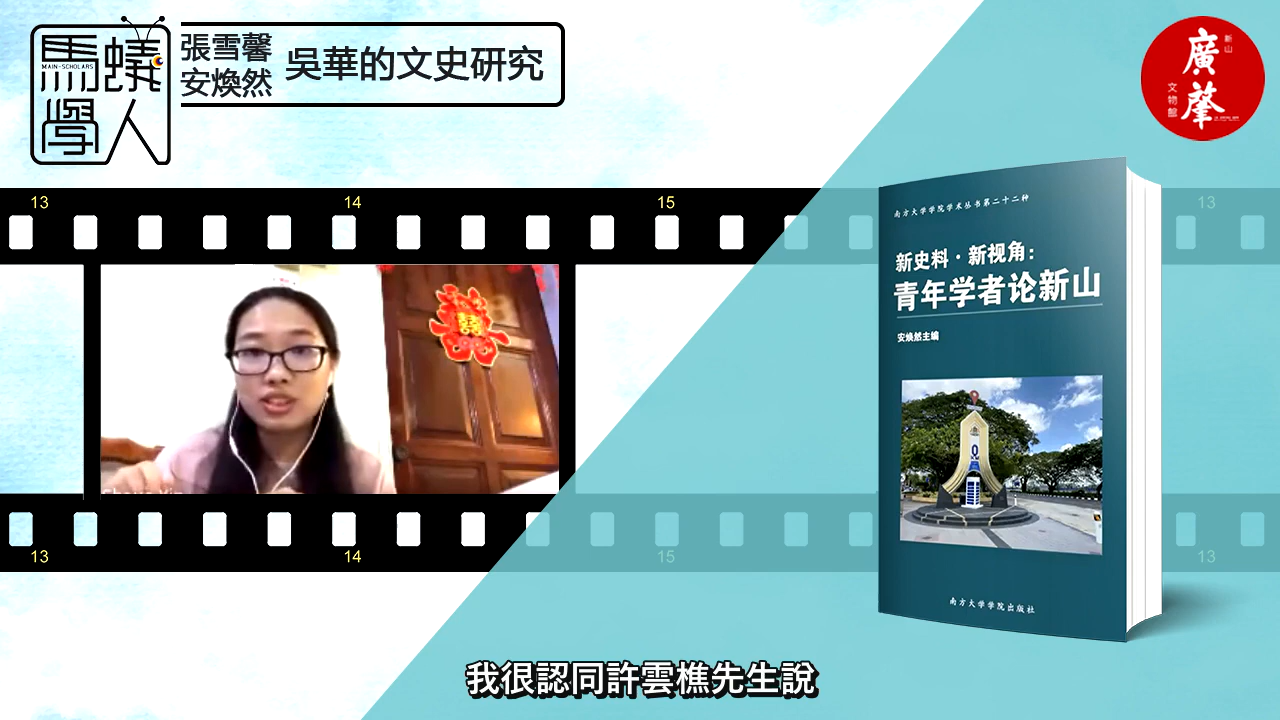 馬蟻
MAIN-SCHOLARS
學人
張雪馨
安煥然
吳華的文史研究
新山
廣肇
文物館
13 14 15 13
南方大学学院学术丛书第二十二种
新史料·新视角：
青年学者论新山
安焕然主编
南方大学学院出版社
囍
13 14 15 13
我很認同許雲樵先生說